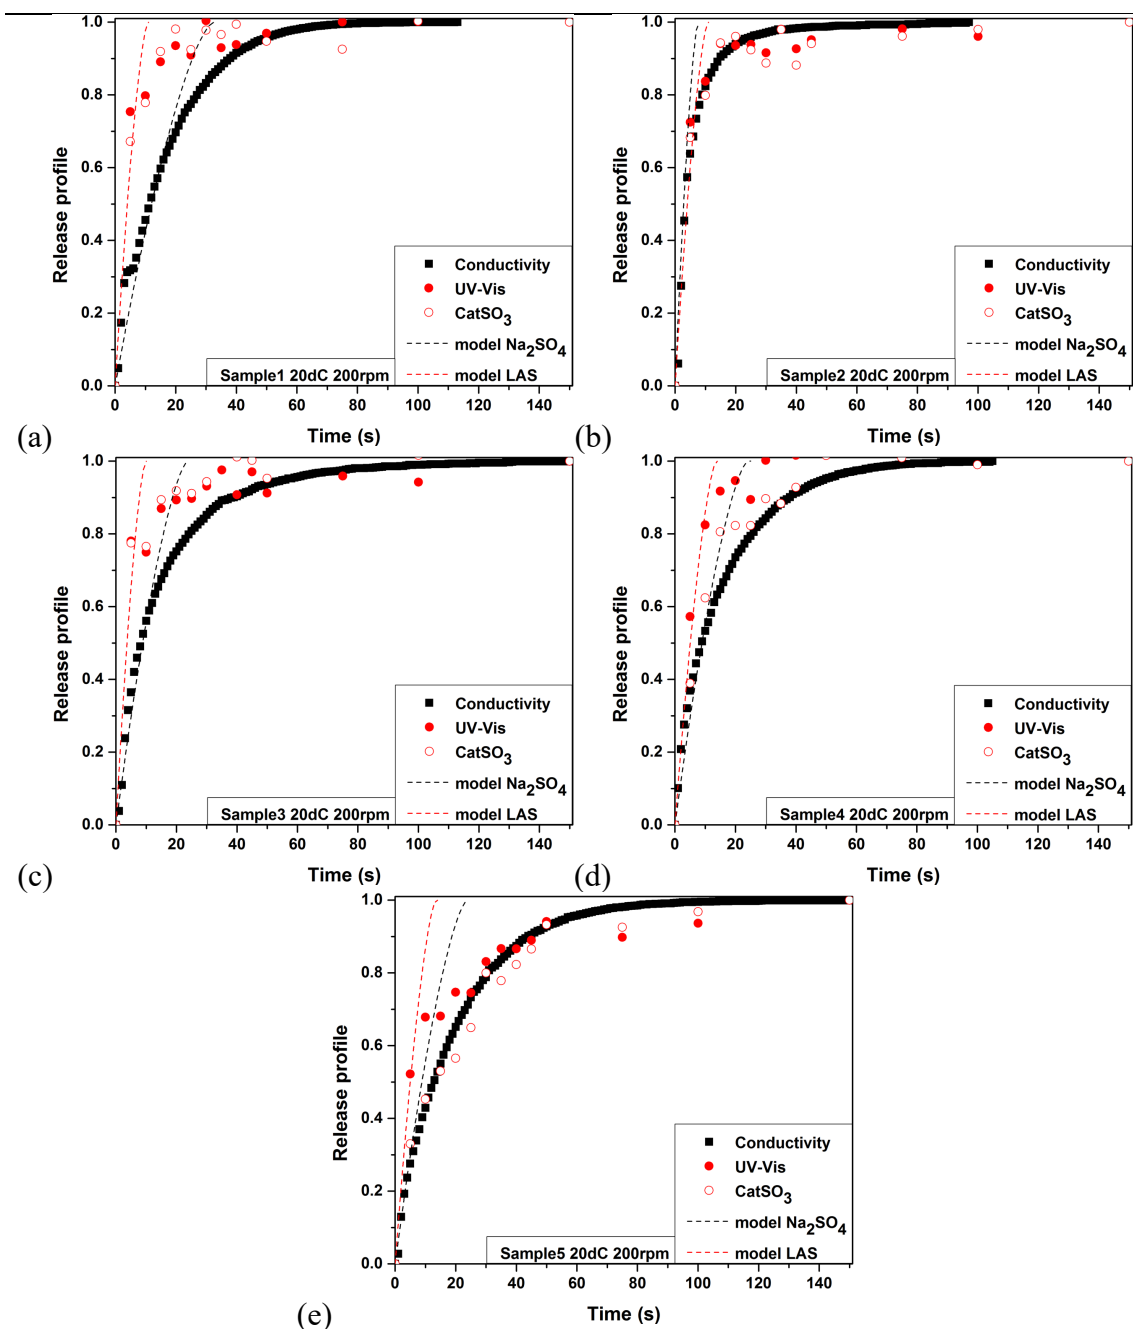 1.0
0.8
0.6
0.4
0.2
0.0
Release profile
Conductivity
UV-Vis
CatSO3
model Na2SO4
model LAS
Sample1 20dC 200rpm
0 20 40 60 80 100 120 140
Time (s)
(a)
1.0
0.8
0.6
0.4
0.2
0.0
Release profile
Conductivity
UV-Vis
CatSO3
model Na2SO4
model LAS
Sample2 20dC 200rpm
0 20 40 60 80 100 120 140
Time (s)
(b)
1.0
0.8
0.6
0.4
0.2
0.0
Release profile
Conductivity
UV-Vis
CatSO3
model Na2SO4
model LAS
Sample3 20dC 200rpm
0 20 40 60 80 100 120 140
Time (s)
(c)
1.0
0.8
0.6
0.4
0.2
0.0
Release profile
Conductivity
UV-Vis
CatSO3
model Na2SO4
model LAS
Sample4 20dC 200rpm
0 20 40 60 80 100 120 140
Time (s)
(d)
1.0
0.8
0.6
0.4
0.2
0.0
Release profile
Conductivity
UV-Vis
CatSO3
model Na2SO4
model LAS
Sample5 20dC 200rpm
0 20 40 60 80 100 120 140
Time (s)
(e)